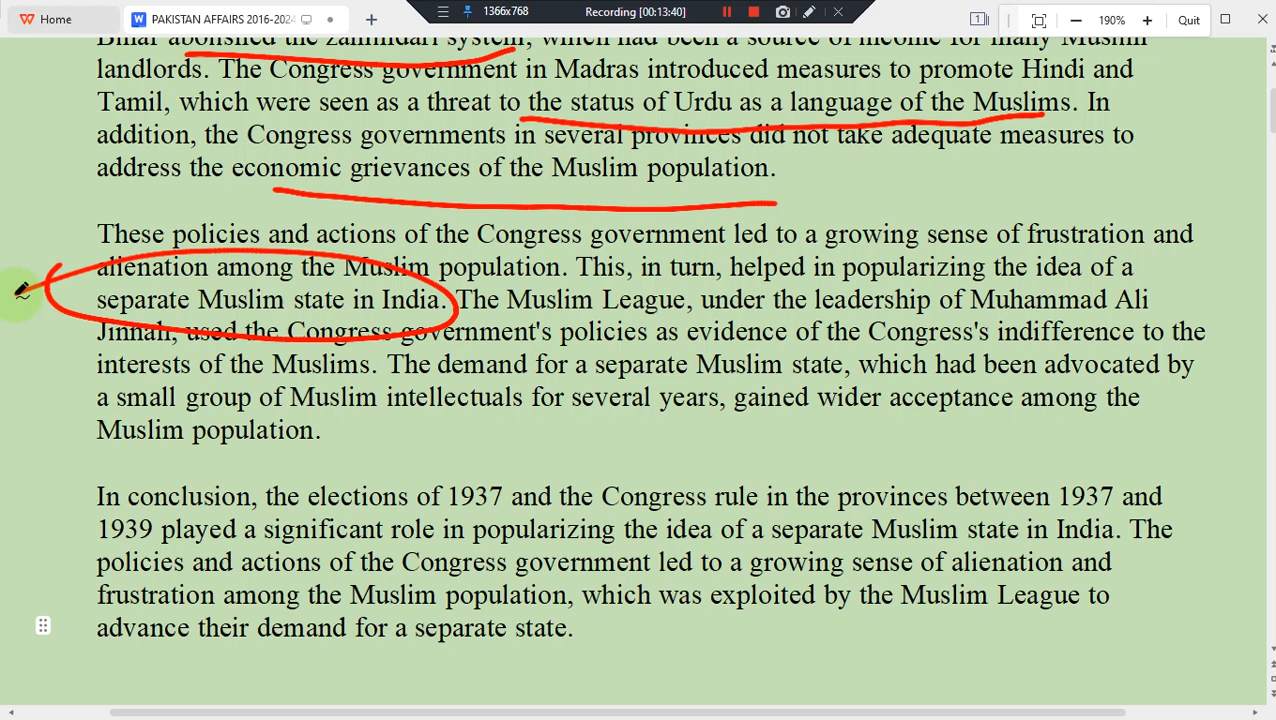 Home
PAKISTAN AFFAIRS 2016-2024
1366x768
Recording [00:13:40]
1
190%
Quit
Bihar abolished the zamindari system, which had been a source of income for many Muslim
landlords. The Congress government in Madras introduced measures to promote Hindi and
Tamil, which were seen as a threat to the status of Urdu as a language of the Muslims. In
addition, the Congress governments in several provinces did not take adequate measures to
address the economic grievances of the Muslim population.
These policies and actions of the Congress government led to a growing sense of frustration and
alienation among the Muslim population. This, in turn, helped in popularizing the idea of a
separate Muslim state in India. The Muslim League, under the leadership of Muhammad Ali
Jinnah, used the Congress government's policies as evidence of the Congress's indifference to the
interests of the Muslims. The demand for a separate Muslim state, which had been advocated by
a small group of Muslim intellectuals for several years, gained wider acceptance among the
Muslim population.
In conclusion, the elections of 1937 and the Congress rule in the provinces between 1937 and
1939 played a significant role in popularizing the idea of a separate Muslim state in India. The
policies and actions of the Congress government led to a growing sense of alienation and
frustration among the Muslim population, which was exploited by the Muslim League to
advance their demand for a separate state.